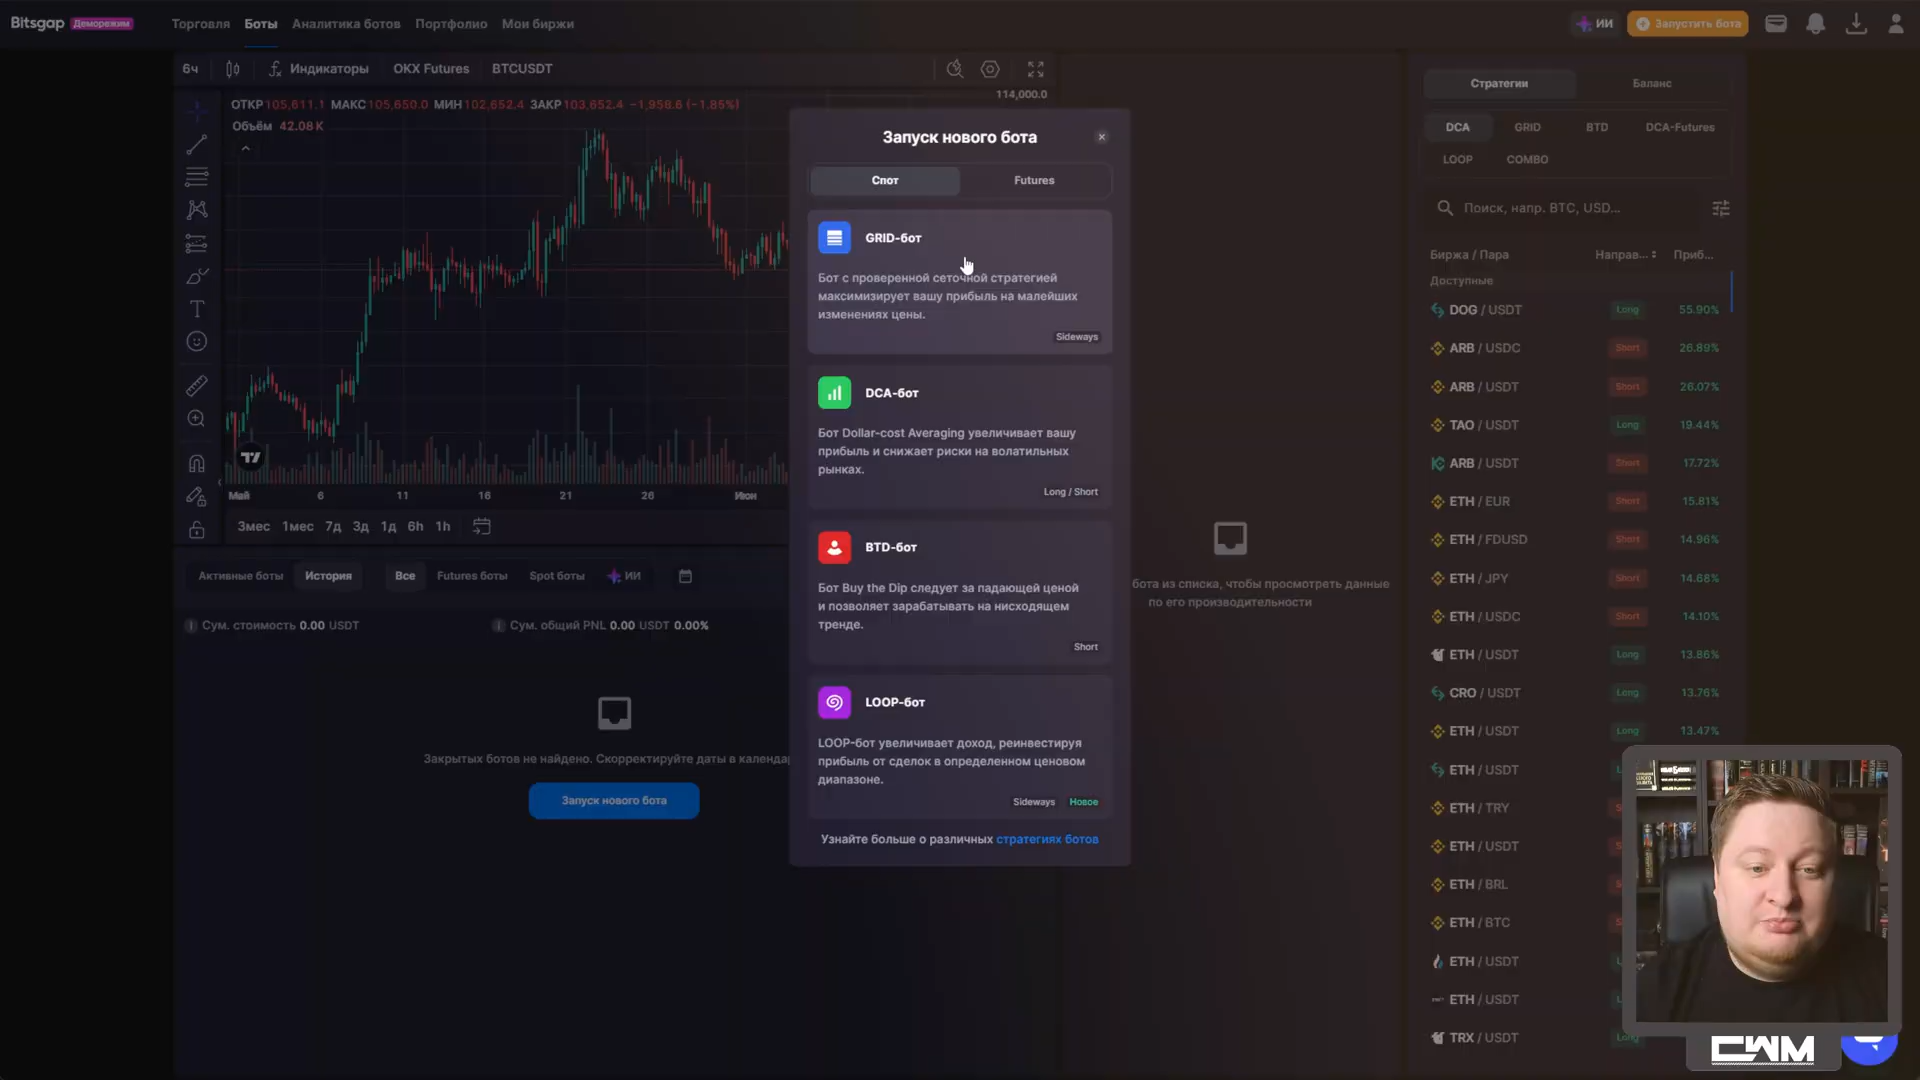 Bitsgap Деморежим Торговля Боты Аналитика ботов Портфолио Мои биржи ИИ Запустить бота
6ч Индикаторы OKX Futures BTCUSDT
ОТКР 105,611.1 МАКС 105,650.0 МИН 102,652.4 ЗАКР 103,652.4 −1,958.6 (−1.85%)
Объём 42.08 K
114,000.0
Май 6 11 16 21 26 Июн
3мес 1мес 7д 3д 1д 6h 1h
Активные боты История Все Futures боты Spot боты ИИ
Сум. стоимость 0.00 USDT Сум. общий PNL 0.00 USDT 0.00%
Закрытых ботов не найдено. Скорректируйте даты в календар
Запуск нового бота
Запуск нового бота
Спот Futures
GRID-бот
Бот с проверенной сеточной стратегией
максимизирует вашу прибыль на малейших
изменениях цены.
Sideways
DCA-бот
Бот Dollar-cost Averaging увеличивает вашу
прибыль и снижает риски на волатильных
рынках.
Long / Short
BTD-бот
Бот Buy the Dip следует за падающей ценой
и позволяет зарабатывать на нисходящем
тренде.
Short
LOOP-бот
LOOP-бот увеличивает доход, реинвестируя
прибыль от сделок в определенном ценовом
диапазоне.
Sideways Новое
Узнайте больше о различных стратегиях ботов
бота из списка, чтобы просмотреть данные
по его производительности
Стратегии Баланс
DCA GRID BTD DCA-Futures
LOOP COMBO
Поиск, напр. BTC, USD...
Биржа / Пара Направ... Приб...
Доступные
DOG / USDT Long 55.90%
ARB / USDC Short 26.89%
ARB / USDT Short 26.07%
TAO / USDT Long 19.44%
ARB / USDT Short 17.72%
ETH / EUR Short 15.81%
ETH / FDUSD Short 14.96%
ETH / JPY Short 14.68%
ETH / USDC Short 14.10%
ETH / USDT Long 13.86%
CRO / USDT Long 13.76%
ETH / USDT Long 13.47%
ETH / USDT
ETH / TRY
ETH / USDT
ETH / BRL
ETH / BTC
ETH / USDT
ETH / USDT
TRX / USDT
CWM